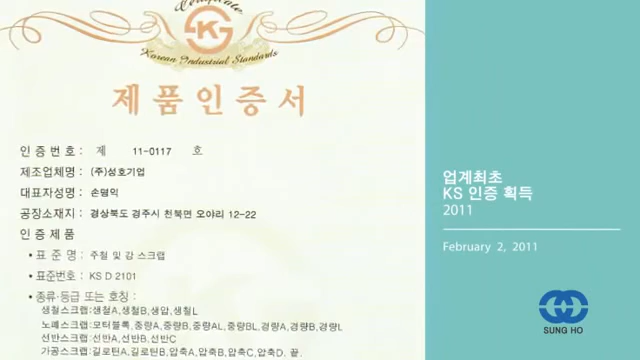 Certificate
KS
Korean Industrial Standards
제품인증서
인증번호: 제 11-0117 호
제조업체명: (주)성호기업
대표자성명: 손명익
공장소재지: 경상북도 경주시 천북면 오야리 12-22
인증제품
• 표준명: 주철 및 강 스크랩
• 표준번호: KS D 2101
• 종류·등급 또는 호칭:
생철스크랩:생철A,생철B,생압,생철L
노폐스크랩:모터블록,중량A,중량B,중량AL,중량BL,경량A,경량B,경량L
선반스크랩:선반A,선반B,선반C
가공스크랩:길로틴A,길로틴B,압축A,압축B,압축C,압축D. 끝.
업계최초
KS 인증 획득
2011
February 2, 2011
SUNG HO